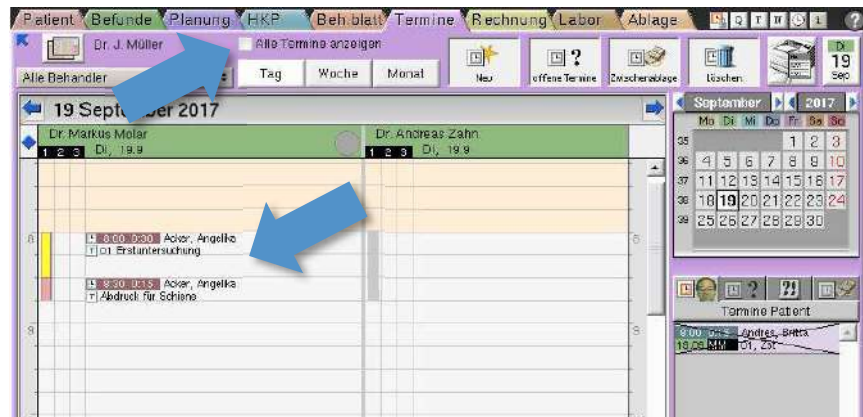 Patient Befunde Planung HKP Beh.blatt Termine Rechnung Labor Ablage
Dr. J. Müller
Alle Termine anzeigen
Alle Behandler
Tag Woche Monat
Neu offene Termine Zwischenablage löschen
Di
19
Sep
19 September 2017
Dr. Markus Molar
1 2 3 Di, 19.9
Dr. Andreas Zahn
1 2 3 Di, 19.9
8
8:00 0:30 Acker, Angelika
T 01 Erstuntersuchung
8:30 0:15 Acker, Angelika
T Abdruck für Schiene
9
September 2017
Mo Di Mi Do Fr Sa So
35 1 2 3
36 4 5 6 7 8 9 10
37 11 12 13 14 15 16 17
38 18 19 20 21 22 23 24
39 25 26 27 28 29 30
Termine Patient
Andres, Britta
MM 01, Zst